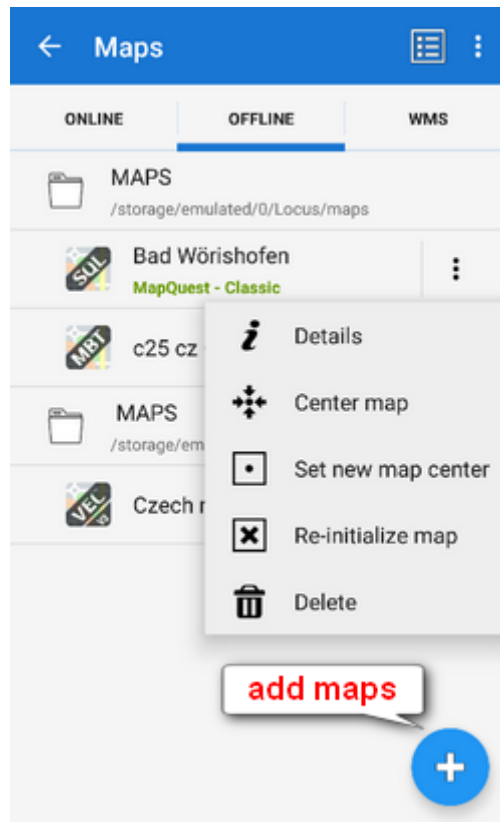 Maps
ONLINE OFFLINE WMS
MAPS
/storage/emulated/0/Locus/maps
SQL
Bad Wörishofen
MapQuest - Classic
MBT
c25 cz
MAPS
/storage/em
VEC
V3
Czech
Details
Center map
Set new map center
Re-initialize map
Delete
add maps